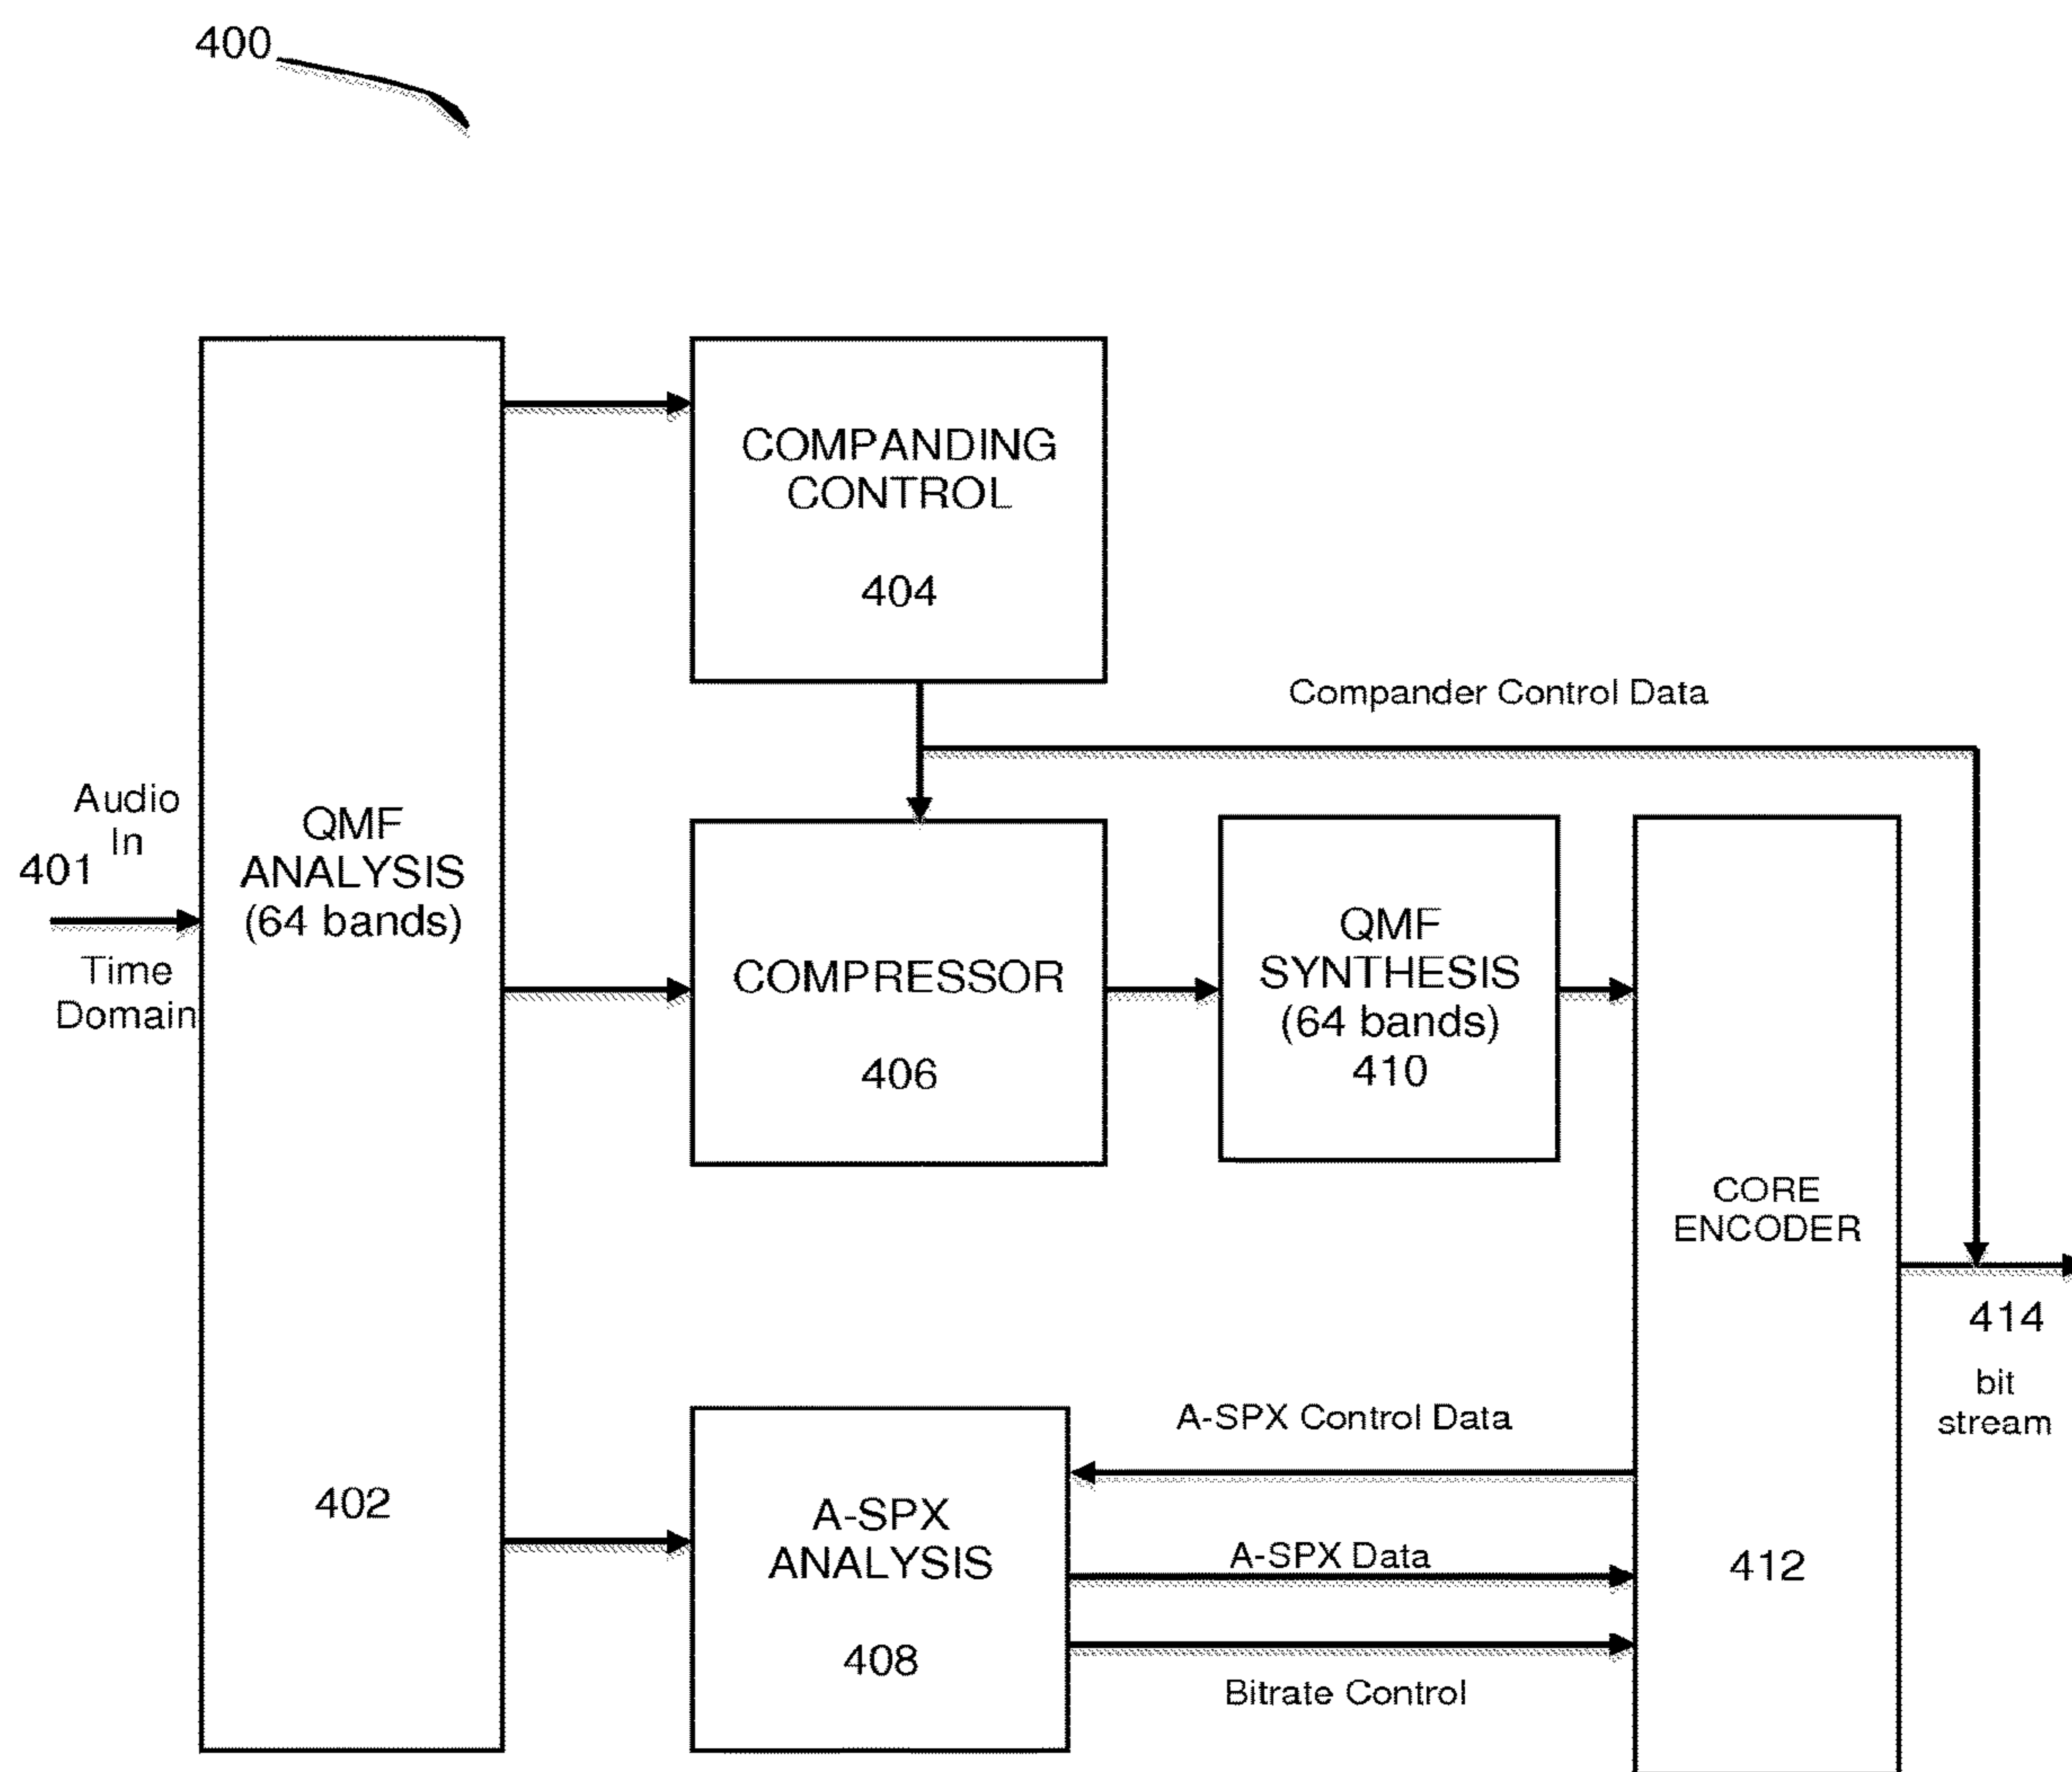 400
COMPANDING
CONTROL
404
Compander Control Data
Audio
In
401
Time
Domain
QMF
ANALYSIS
(64 bands)
402
COMPRESSOR
406
QMF
SYNTHESIS
(64 bands)
410
CORE
ENCODER
412
414
bit
stream
A-SPX Control Data
A-SPX
ANALYSIS
408
A-SPX Data
Bitrate Control